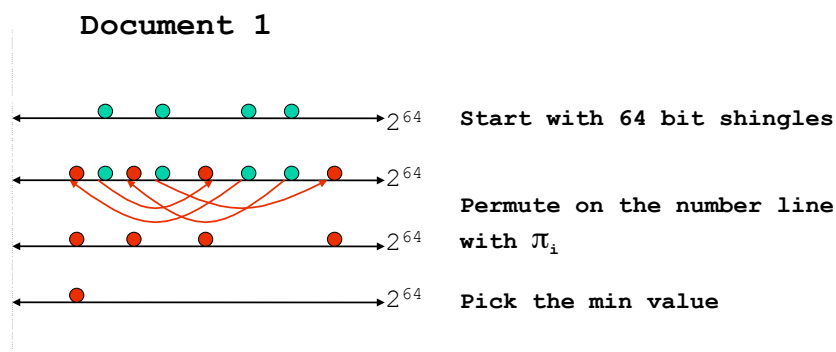 Document 1
2^64 Start with 64 bit shingles
2^64
Permute on the number line
2^64 with π_i
2^64 Pick the min value